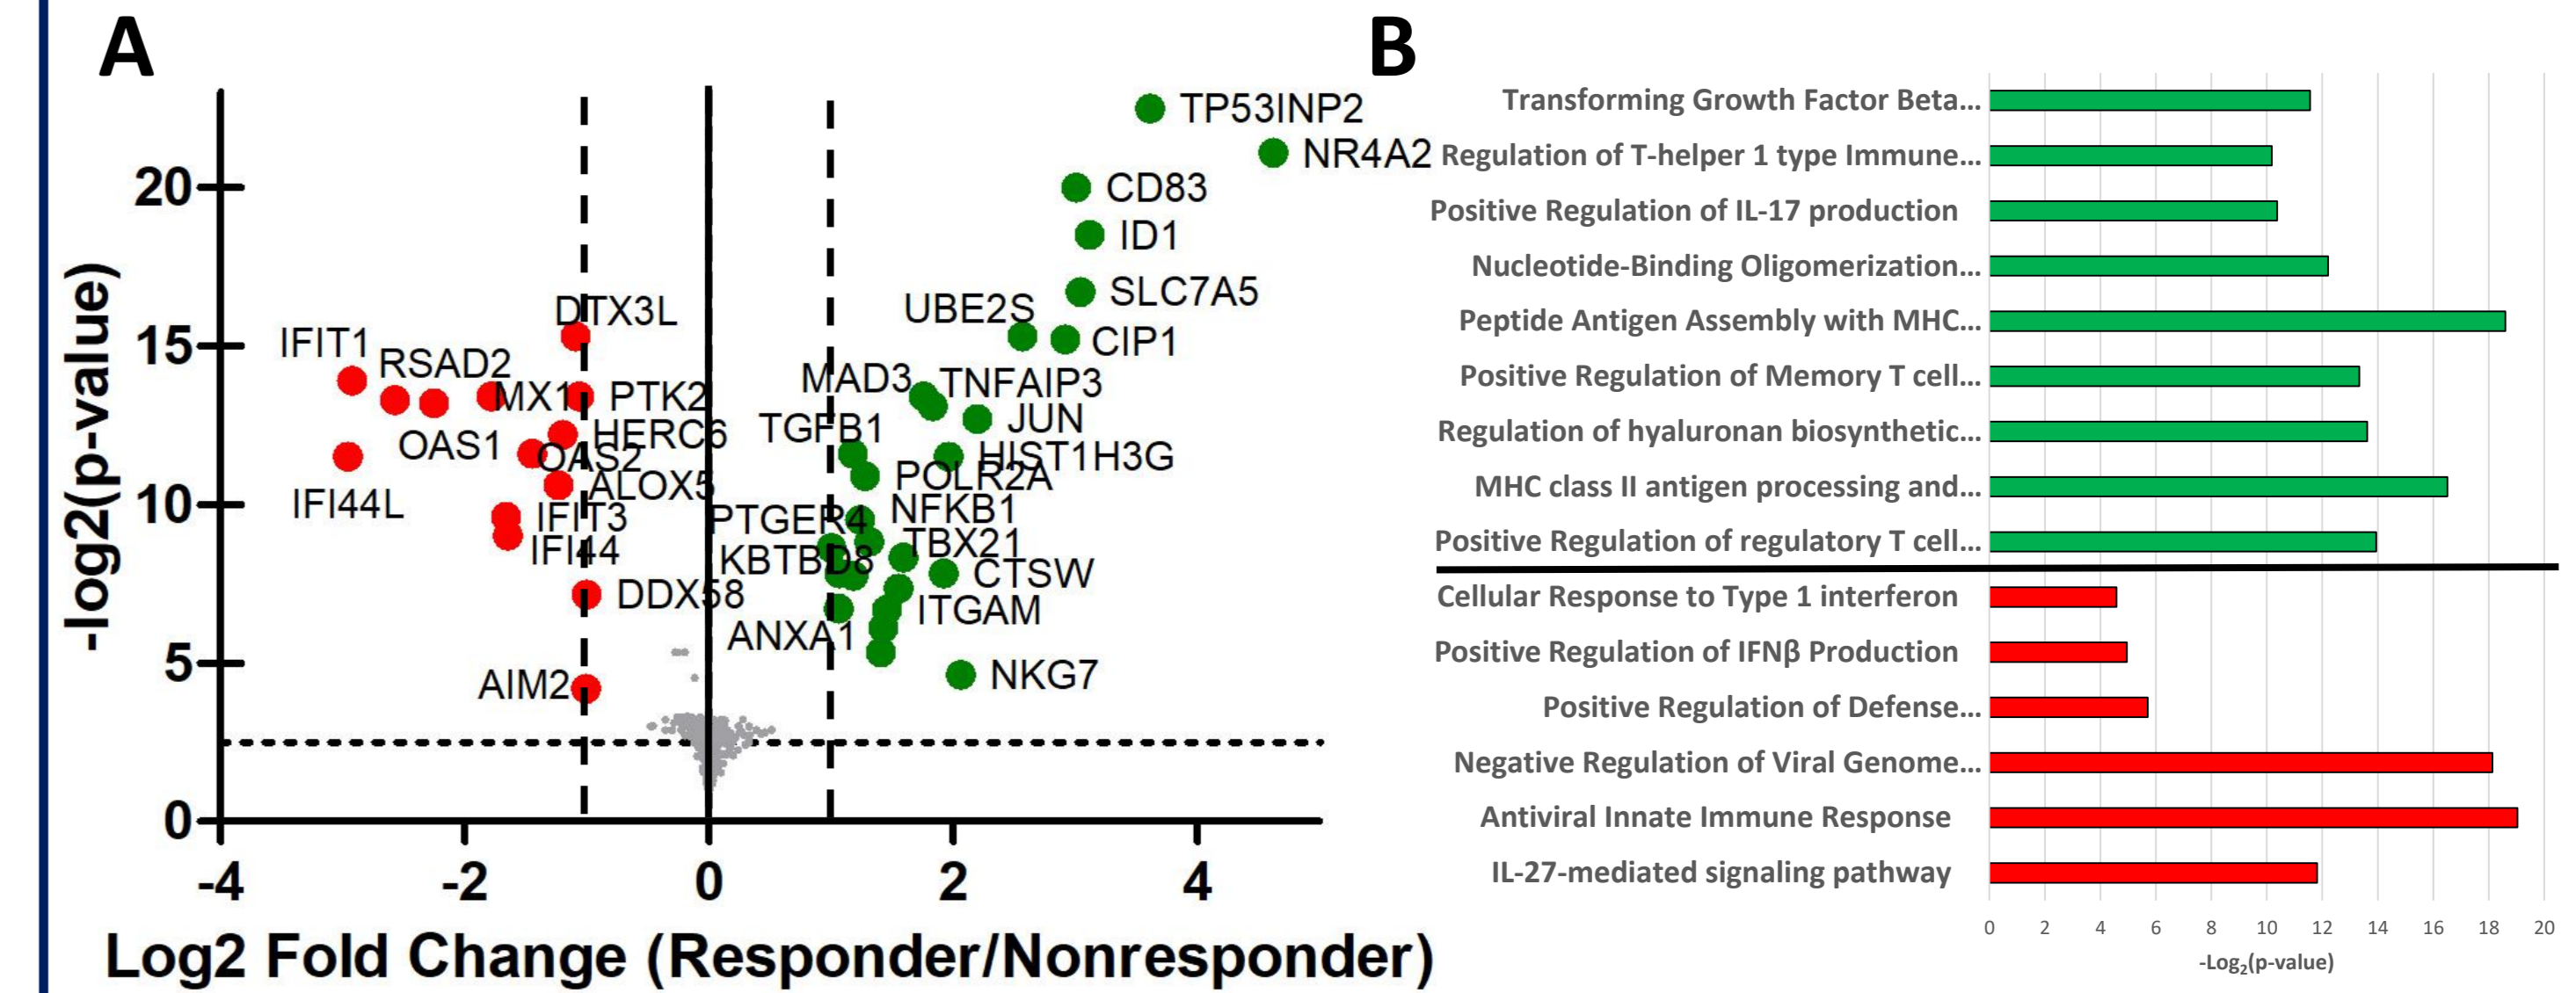 A
-log2(p-value)
20
15
10
5
0
-4
-2
0
2
4
Log2 Fold Change (Responder/Nonresponder)
TP53INP2
NR4A2
CD83
ID1
SLC7A5
UBE2S
CIP1
DTX3L
IFIT1
RSAD2
MX1
PTK2
MAD3
TNFAIP3
JUN
TGFB1
HERC6
OAS1
OAS2
HIST1H3G
POLR2A
ALOX5
IFI44L
NFKB1
IFIT3
PTGER4
IFI44
TBX21
KBTBD8
CTSW
DDX58
ITGAM
ANXA1
NKG7
AIM2
B
Transforming Growth Factor Beta...
Regulation of T-helper 1 type Immune...
Positive Regulation of IL-17 production
Nucleotide-Binding Oligomerization...
Peptide Antigen Assembly with MHC...
Positive Regulation of Memory T cell...
Regulation of hyaluronan biosynthetic...
MHC class II antigen processing and...
Positive Regulation of regulatory T cell...
Cellular Response to Type 1 interferon
Positive Regulation of IFNβ Production
Positive Regulation of Defense...
Negative Regulation of Viral Genome...
Antiviral Innate Immune Response
IL-27-mediated signaling pathway
0 2 4 6 8 10 12 14 16 18 20
-Log₂(p-value)